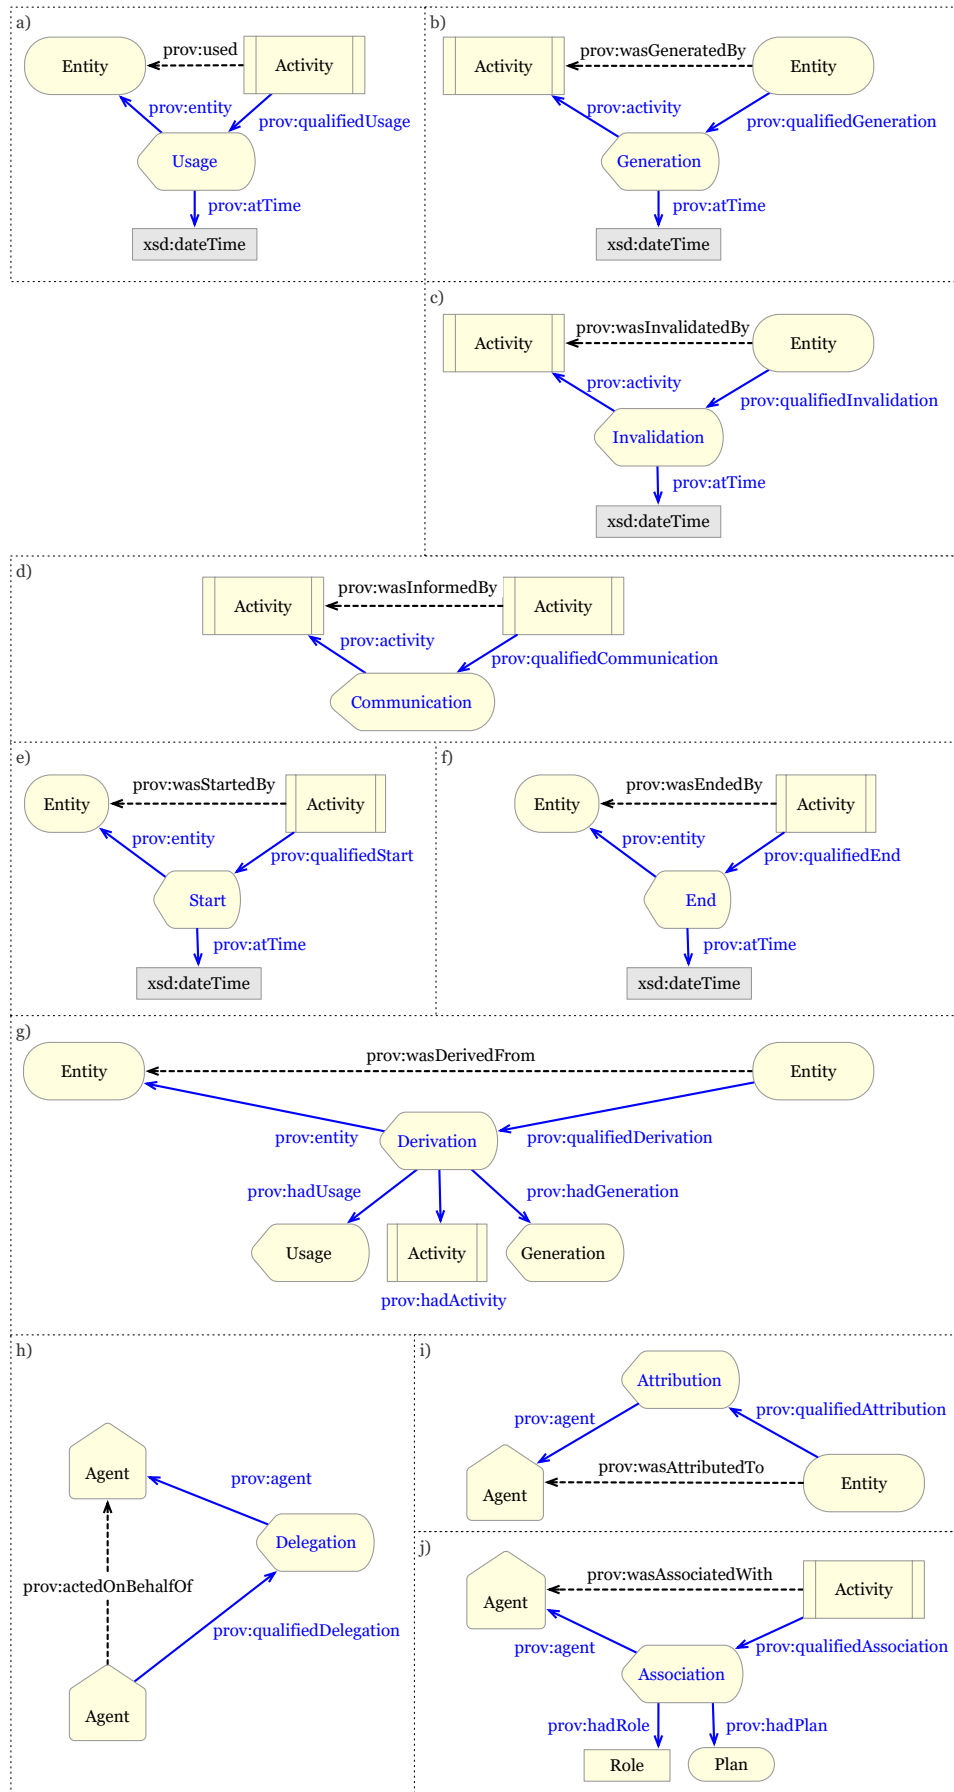 a)
prov:used
Entity
Activity
prov:entity
prov:qualifiedUsage
Usage
prov:atTime
xsd:dateTime
b)
prov:wasGeneratedBy
Activity
Entity
prov:activity
prov:qualifiedGeneration
Generation
prov:atTime
xsd:dateTime
c)
prov:wasInvalidatedBy
Activity
Entity
prov:activity
prov:qualifiedInvalidation
Invalidation
prov:atTime
xsd:dateTime
d)
prov:wasInformedBy
Activity
Activity
prov:activity
prov:qualifiedCommunication
Communication
e)
prov:wasStartedBy
Entity
Activity
prov:entity
prov:qualifiedStart
Start
prov:atTime
xsd:dateTime
f)
prov:wasEndedBy
Entity
Activity
prov:entity
prov:qualifiedEnd
End
prov:atTime
xsd:dateTime
g)
prov:wasDerivedFrom
Entity
Entity
prov:entity
Derivation
prov:qualifiedDerivation
prov:hadUsage
prov:hadGeneration
Usage
Activity
Generation
prov:hadActivity
h)
Agent
prov:agent
Delegation
prov:actedOnBehalfOf
prov:qualifiedDelegation
Agent
i)
Attribution
prov:agent
prov:qualifiedAttribution
prov:wasAttributedTo
Agent
Entity
j)
prov:wasAssociatedWith
Agent
Activity
prov:agent
prov:qualifiedAssociation
Association
prov:hadRole
prov:hadPlan
Role
Plan